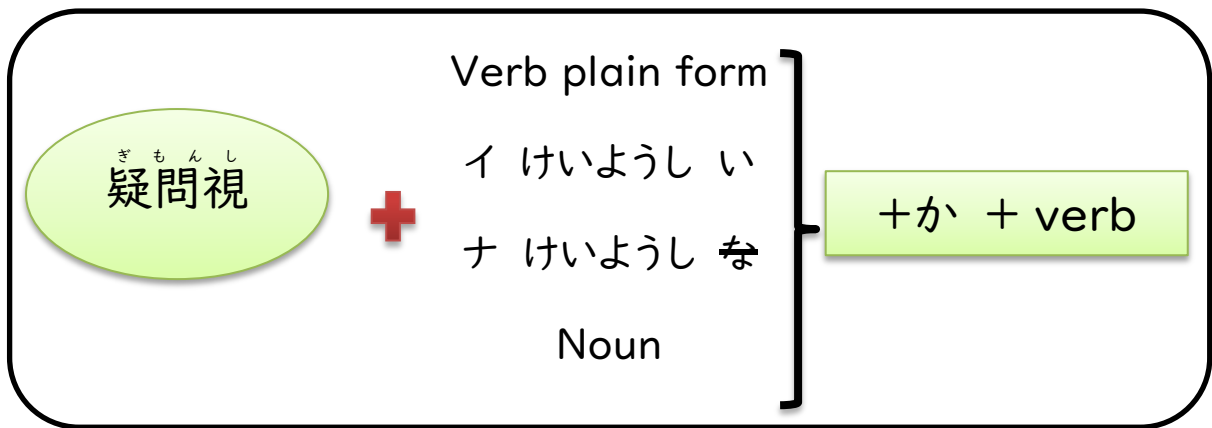 ぎもんし
疑問視
Verb plain form
イ けいようし い
ナ けいようし な
Noun
+か + verb